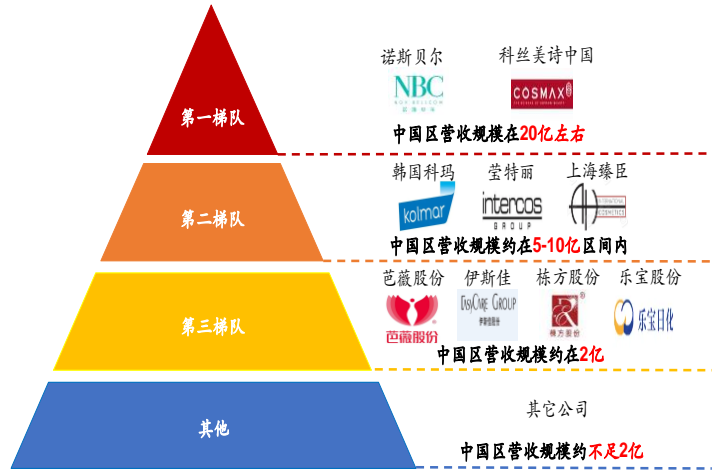 诺斯贝尔 科丝美诗中国
NBC COSMAX
第一梯队
中国区营收规模在20亿左右
韩国科玛 莹特丽 上海臻臣
kolmar intercos
GROUP
第二梯队
中国区营收规模约在5-10亿区间内
芭薇股份 伊斯佳 栋方股份 乐宝股份
EASYCARE GROUP
伊斯佳股份
芭薇股份 栋方股份 乐宝日化
第三梯队
中国区营收规模约在2亿
其它公司
其他
中国区营收规模约不足2亿